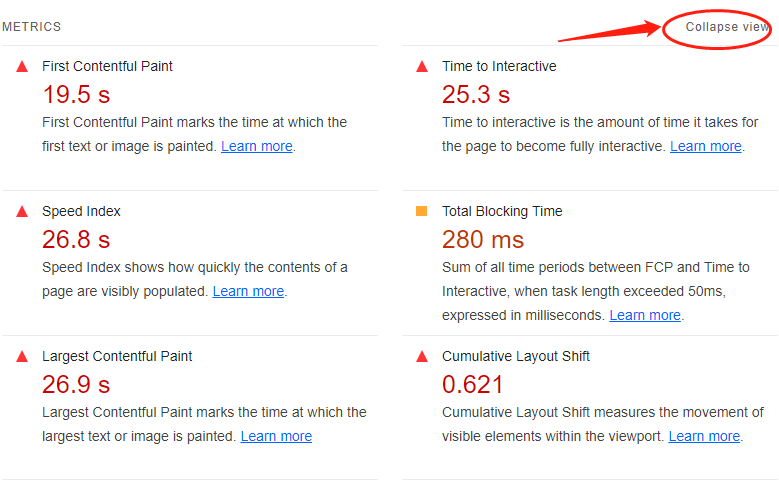 METRICS
Collapse view
First Contentful Paint
19.5 s
First Contentful Paint marks the time at which the
first text or image is painted. Learn more.
Time to Interactive
25.3 s
Time to interactive is the amount of time it takes for
the page to become fully interactive. Learn more.
Speed Index
26.8 s
Speed Index shows how quickly the contents of a
page are visibly populated. Learn more.
Total Blocking Time
280 ms
Sum of all time periods between FCP and Time to
Interactive, when task length exceeded 50ms,
expressed in milliseconds. Learn more.
Largest Contentful Paint
26.9 s
Largest Contentful Paint marks the time at which the
largest text or image is painted. Learn more
Cumulative Layout Shift
0.621
Cumulative Layout Shift measures the movement of
visible elements within the viewport. Learn more.